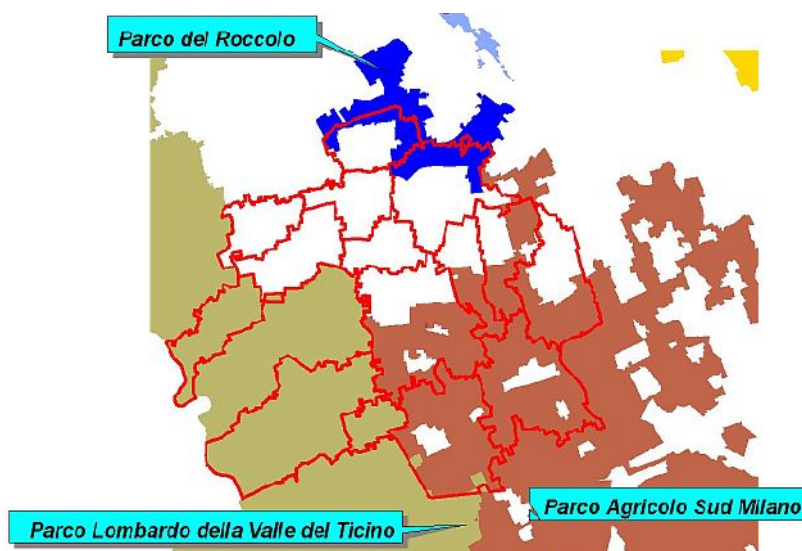 Parco del Roccolo
Parco Agricolo Sud Milano
Parco Lombardo della Valle del Ticino